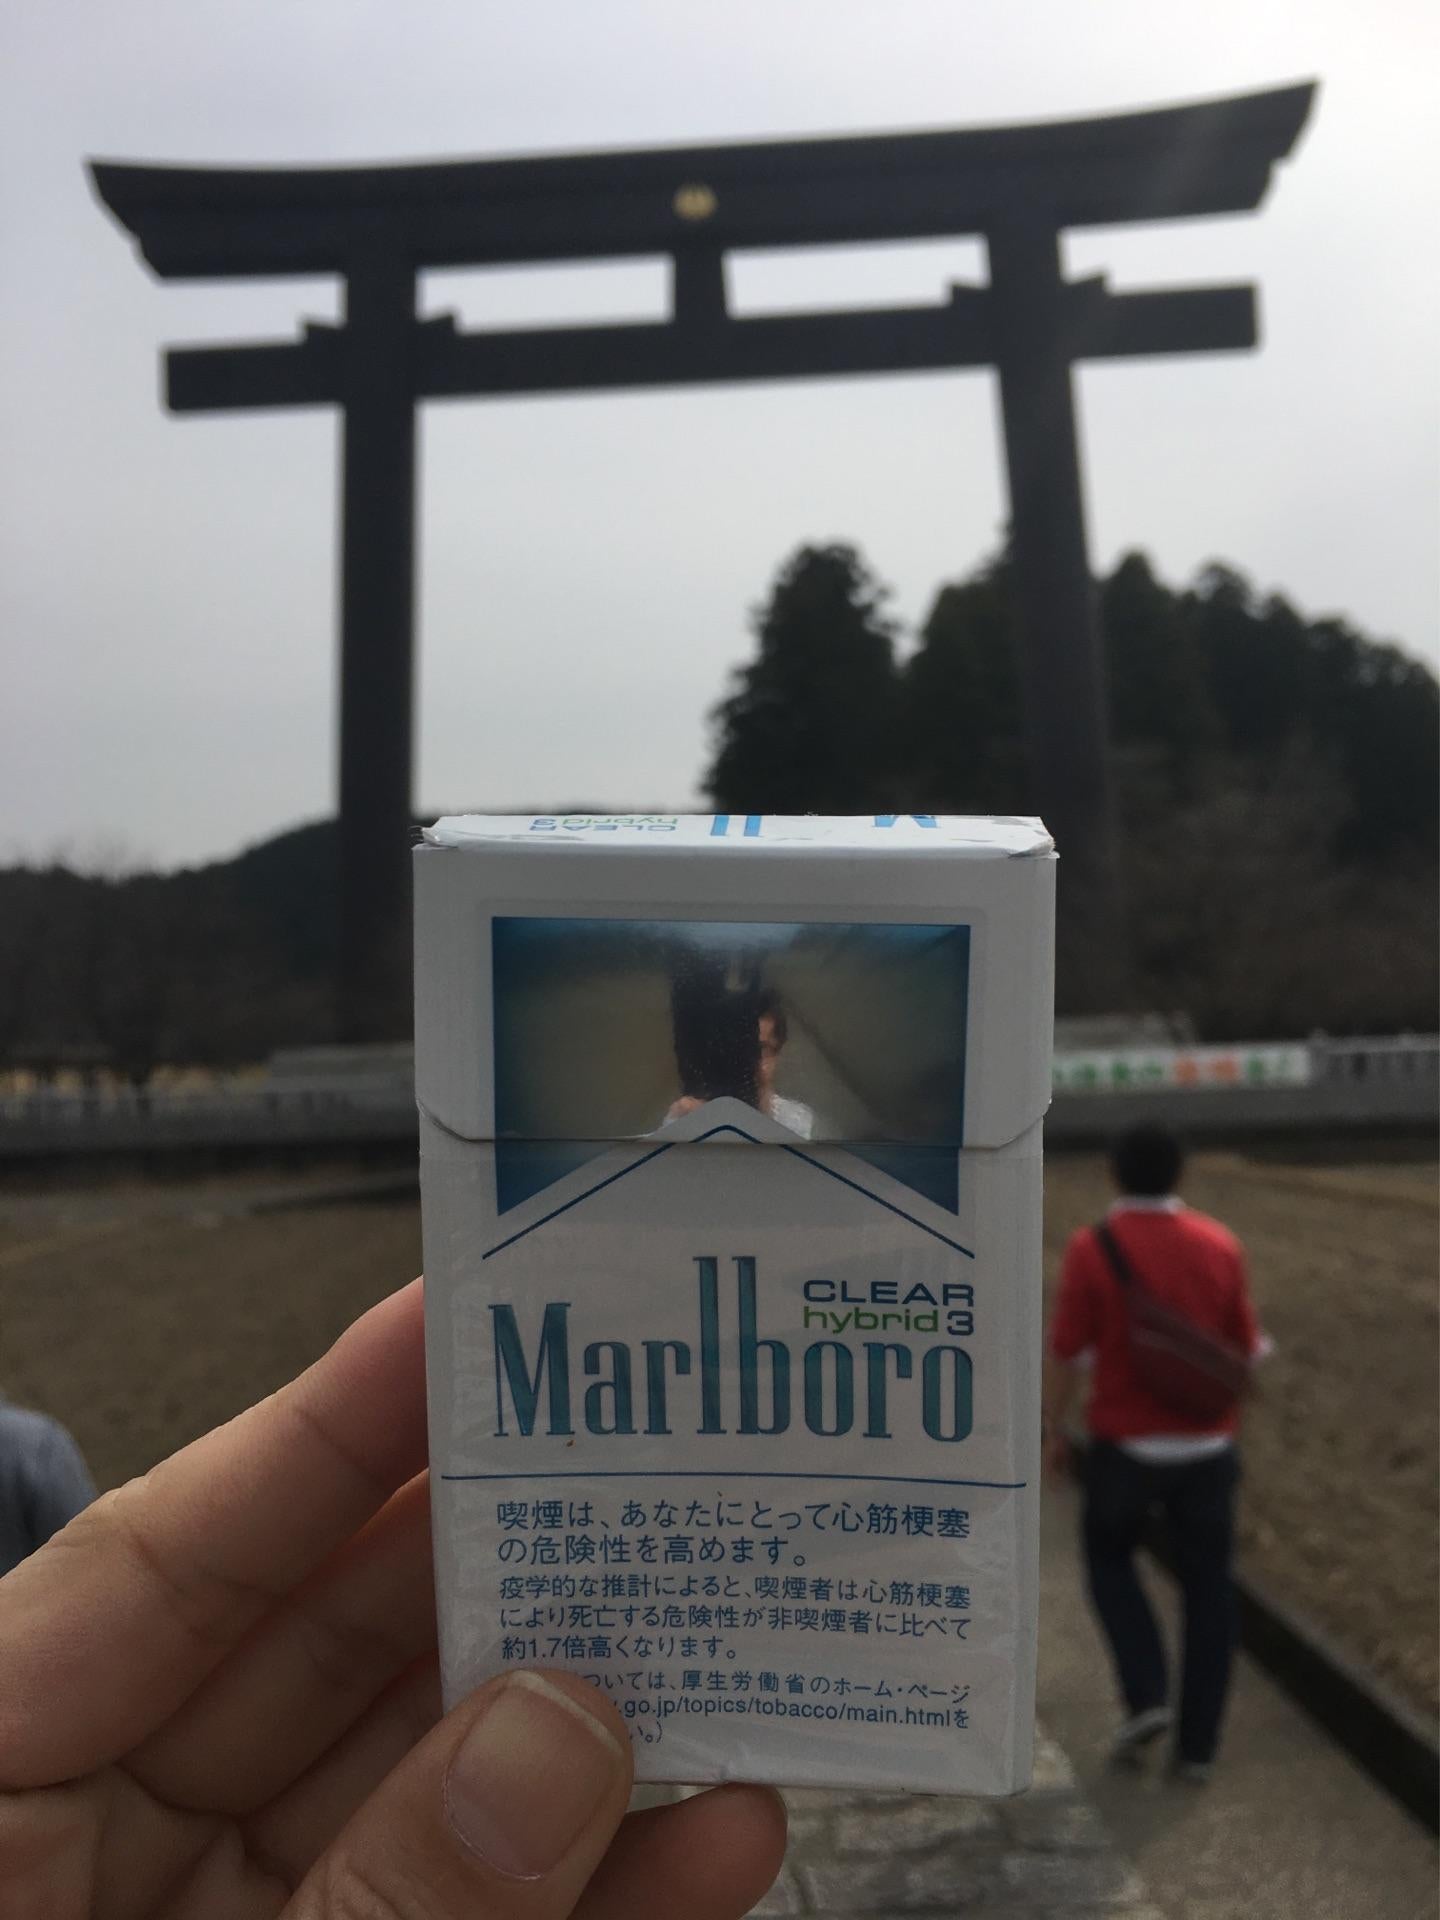 CLEAR
hybrid 3
Marlboro
喫煙は、あなたにとって心筋梗塞
の危険性を高めます。
疫学的な推計によると、喫煙者は心筋梗塞
により死亡する危険性が非喫煙者に比べて
約1.7倍高くなります。
ついては、厚生労働省のホーム・ページ
.go.jp/topics/tobacco/main.htmlを
い。）